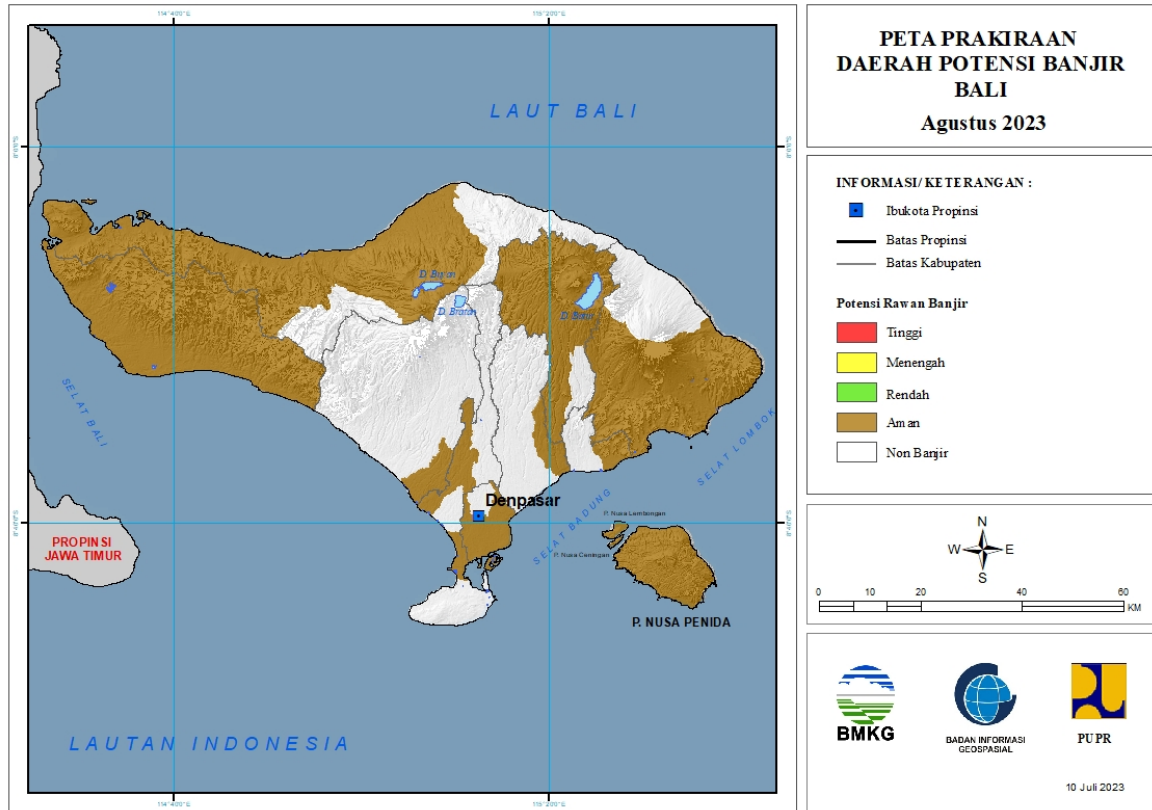 PETA PRAKIRAAN
DAERAH POTENSI BANJIR
BALI
Agustus 2023
INFORMASI/ KETERANGAN :
Ibukota Propinsi
Batas Propinsi
Batas Kabupaten
Potensi Rawan Banjir
Tinggi
Menengah
Rendah
Aman
Non Banjir
N
W E
S
0 10 20 40 60
KM
BMKG
BADAN INFORMASI
GEOSPASIAL
PUPR
10 Juli 2023
114°40'0"E
LAUT BALI
D. Buyan
D. Bratan
SELAT BALI
SELAT LOMBOK
Denpasar
SELAT BADUNG
P. Nusa Lembongan
P. Nusa Ceningan
PROPINSI
JAWA TIMUR
P. NUSA PENIDA
LAUTAN INDONESIA